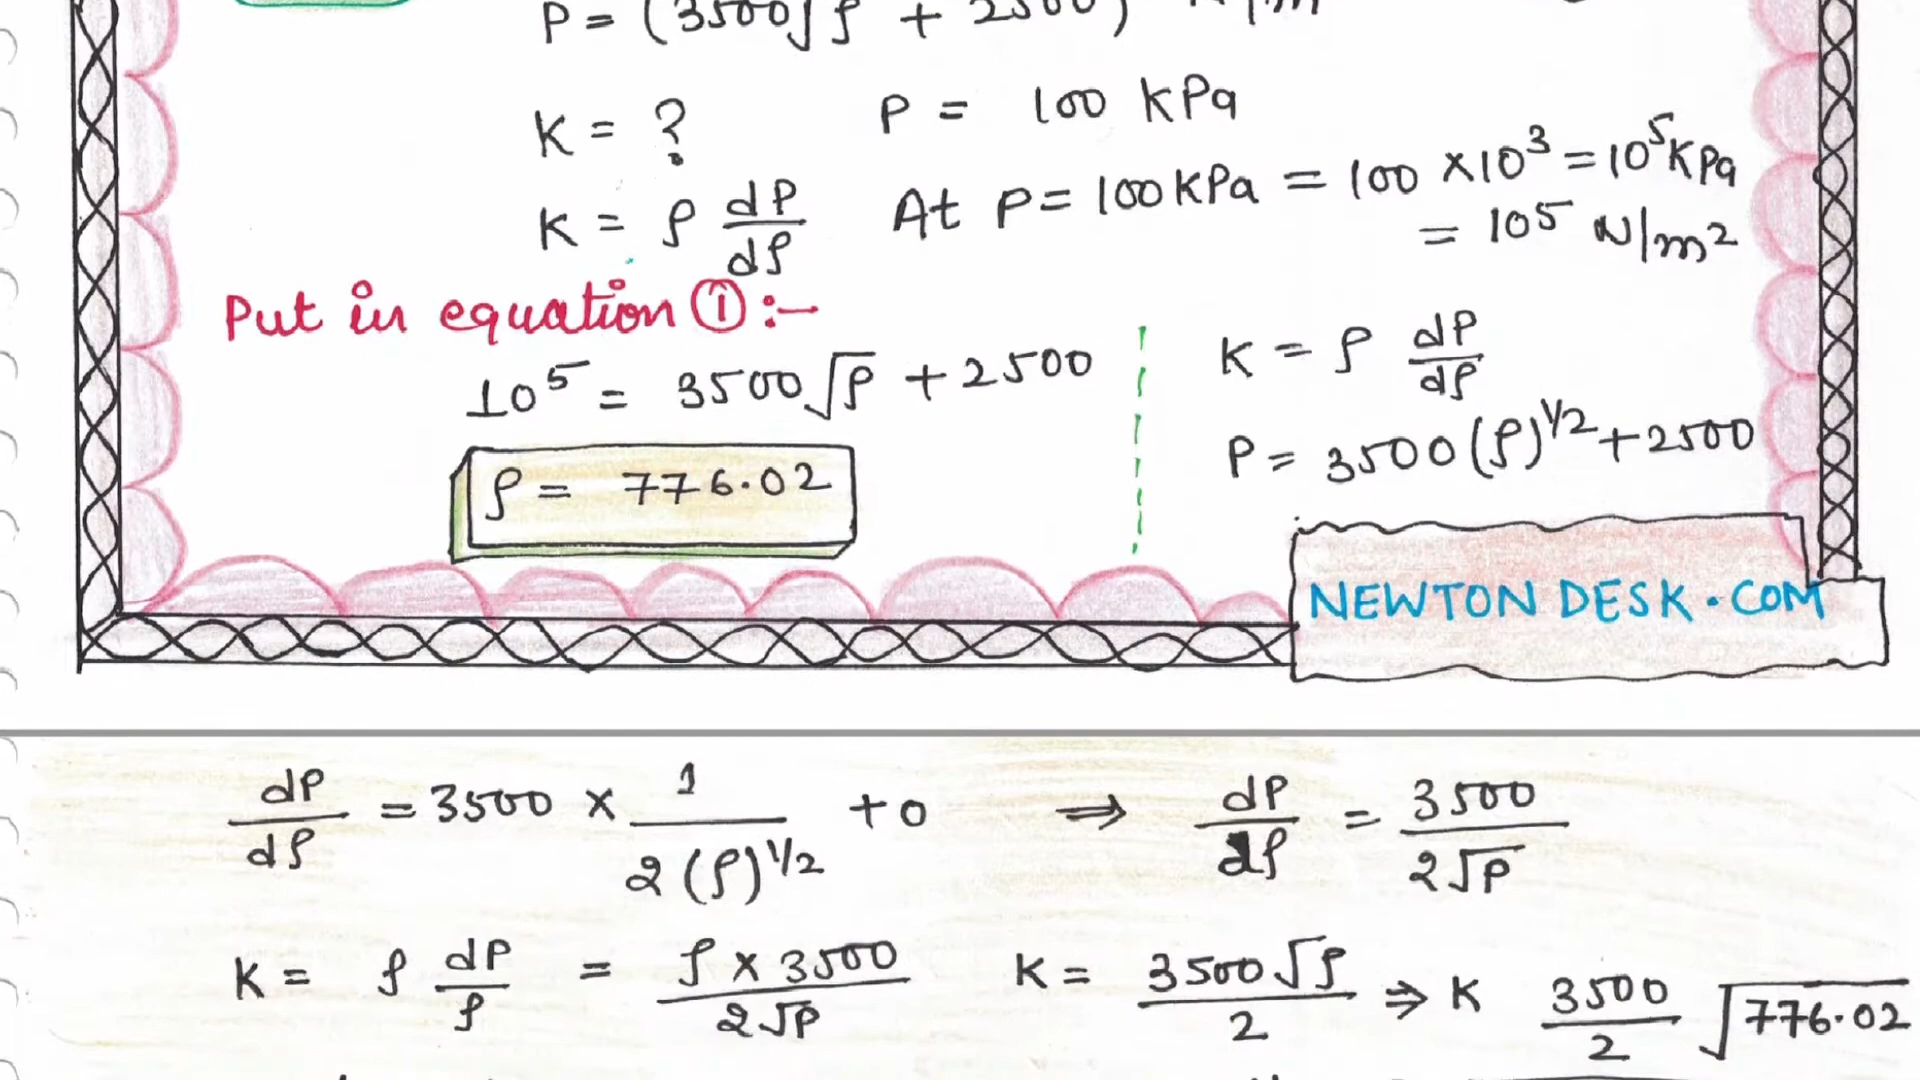 P = (3500√ρ + 2500) N/m
K = ? P = 100 KPa
K = ρ dP/dρ At P = 100 KPa = 100 × 10³ = 10⁵ KPa
= 10⁵ N/m²
Put in equation ① :-
10⁵ = 3500√ρ + 2500
ρ = 776.02
K = ρ dP/dρ
P = 3500(ρ)^1/2 + 2500
NEWTON DESK.COM
dP/dρ = 3500 × 1/2(ρ)^1/2 + 0 ⇒ dP/dρ = 3500/2√ρ
K = ρ dP/ρ = ρ × 3500/2√ρ K = 3500√ρ/2 ⇒ K 3500/2 √776.02